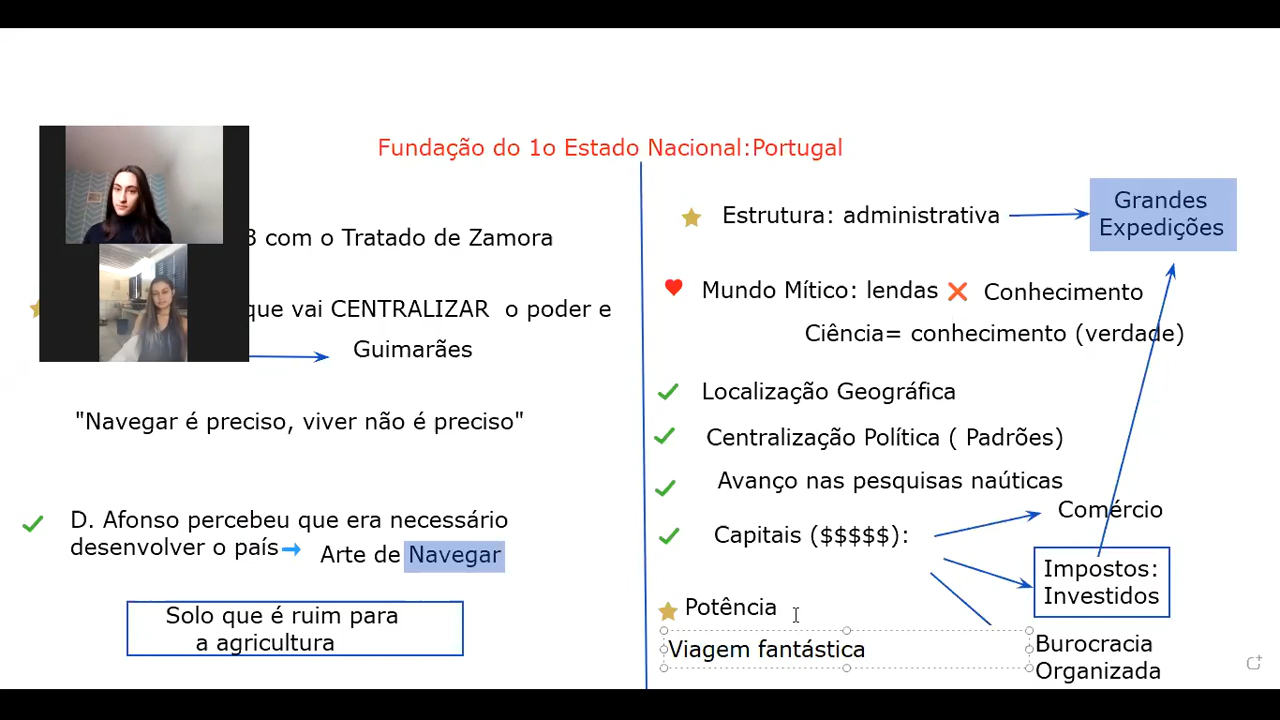 Fundação do 1o Estado Nacional:Portugal
3 com o Tratado de Zamora
que vai CENTRALIZAR o poder e
Guimarães
"Navegar é preciso, viver não é preciso"
D. Afonso percebeu que era necessário
desenvolver o país
Arte de Navegar
Solo que é ruim para
a agricultura
Estrutura: administrativa
Grandes
Expedições
Mundo Mítico: lendas
Conhecimento
Ciência= conhecimento (verdade)
Localização Geográfica
Centralização Política ( Padrões)
Avanço nas pesquisas naúticas
Capitais ($$$$$):
Comércio
Impostos:
Investidos
Burocracia
Organizada
Potência
Viagem fantástica